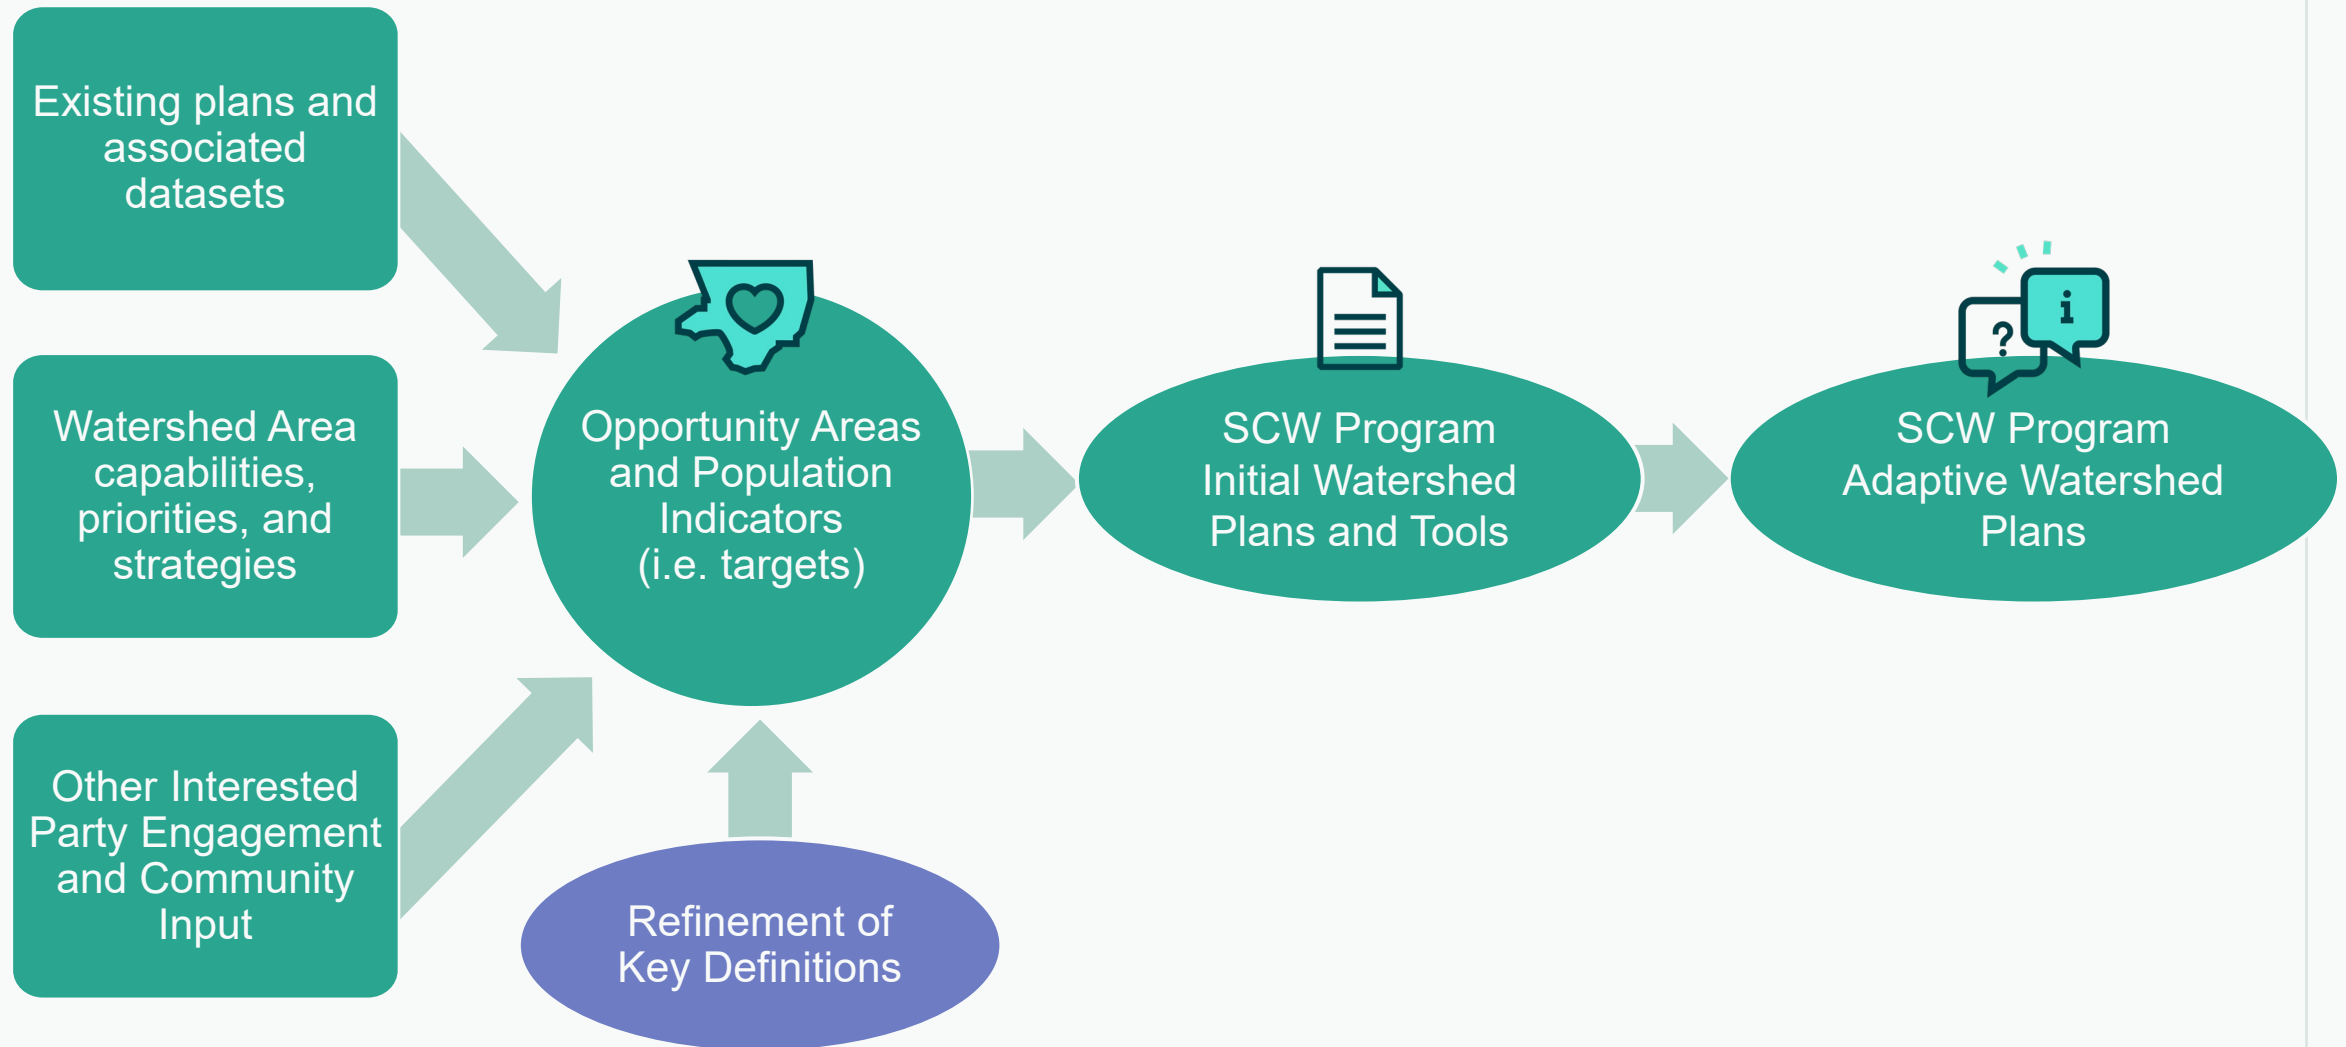 Existing plans and
associated
datasets
Watershed Area
capabilities,
priorities, and
strategies
Other Interested
Party Engagement
and Community
Input
Opportunity Areas
and Population
Indicators
(i.e. targets)
Refinement of
Key Definitions
SCW Program
Initial Watershed
Plans and Tools
?
i
SCW Program
Adaptive Watershed
Plans